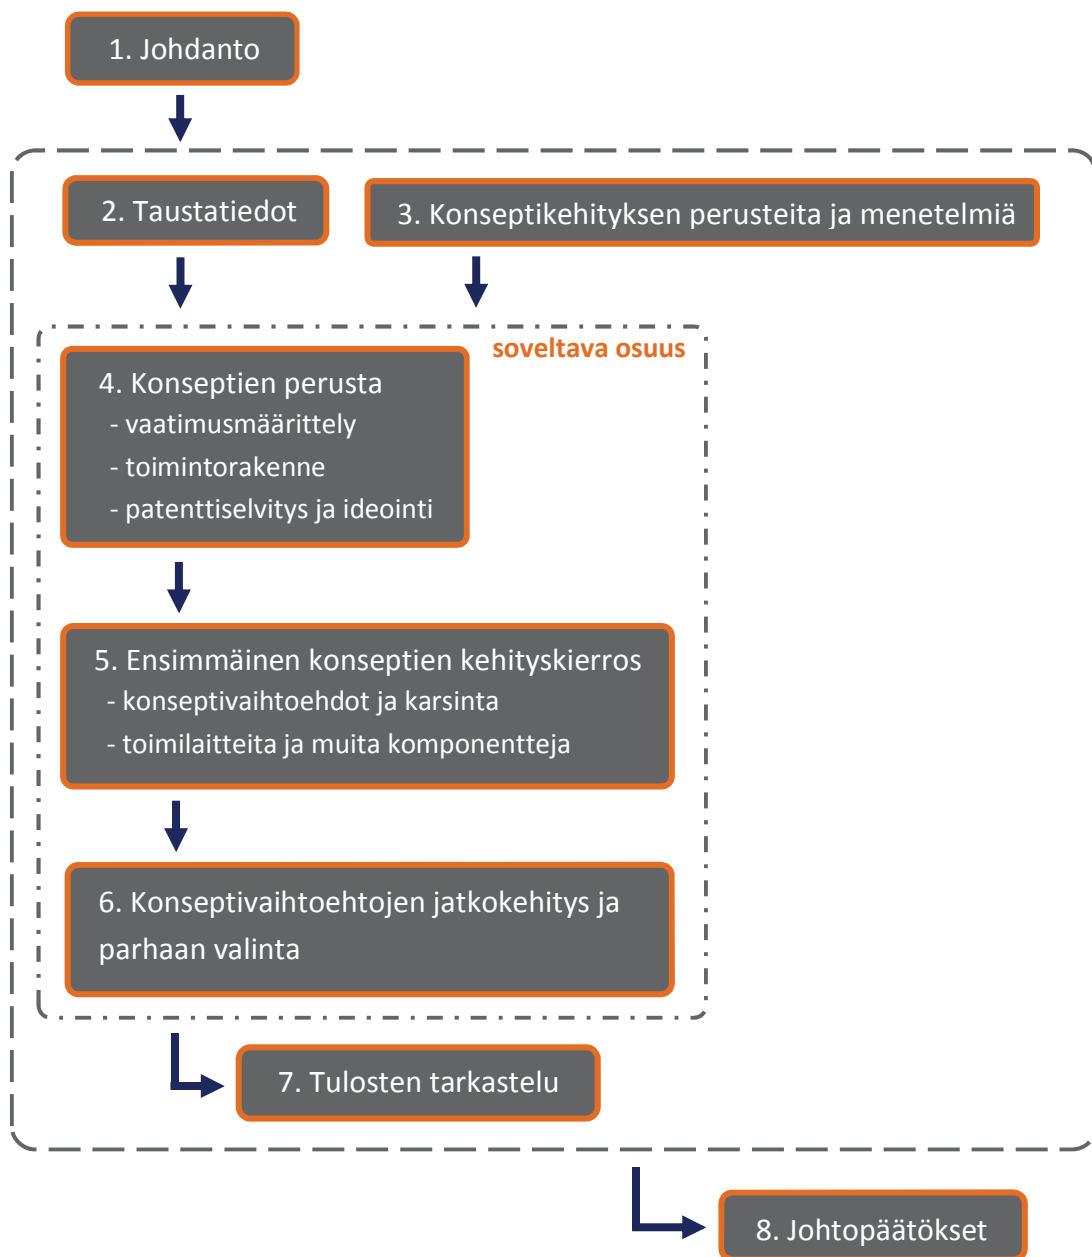 1. Johdanto
2. Taustatiedot
3. Konseptikehityksen perusteita ja menetelmiä
soveltava osuus
4. Konseptien perusta
- vaatimusmäärittely
- toimintorakenne
- patenttiselvitys ja ideointi
5. Ensimmäinen konseptien kehityskierros
- konseptivaihtoehdot ja karsinta
- toimilaitteita ja muita komponentteja
6. Konseptivaihtoehtojen jatkokehitys ja
parhaan valinta
7. Tulosten tarkastelu
8. Johtopäätökset